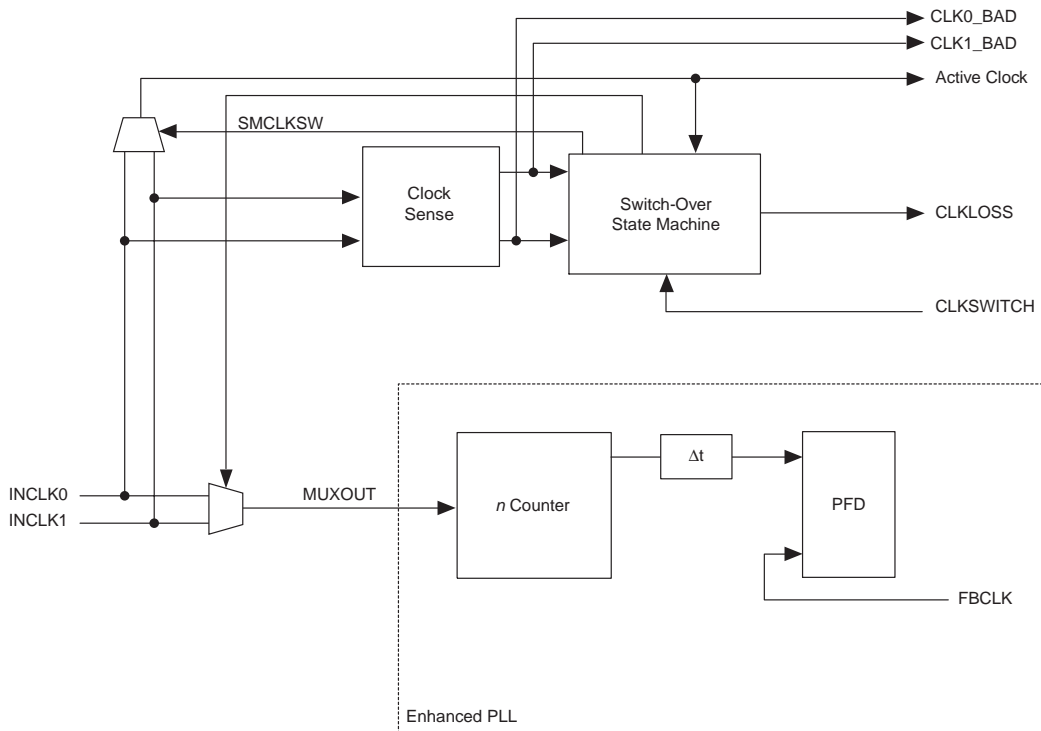 CLK0_BAD
CLK1_BAD
Active Clock
SMCLKSW
Clock
Sense
Switch-Over
State Machine
CLKLOSS
CLKSWITCH
INCLK0
INCLK1
MUXOUT
n Counter
Δt
PFD
FBCLK
Enhanced PLL